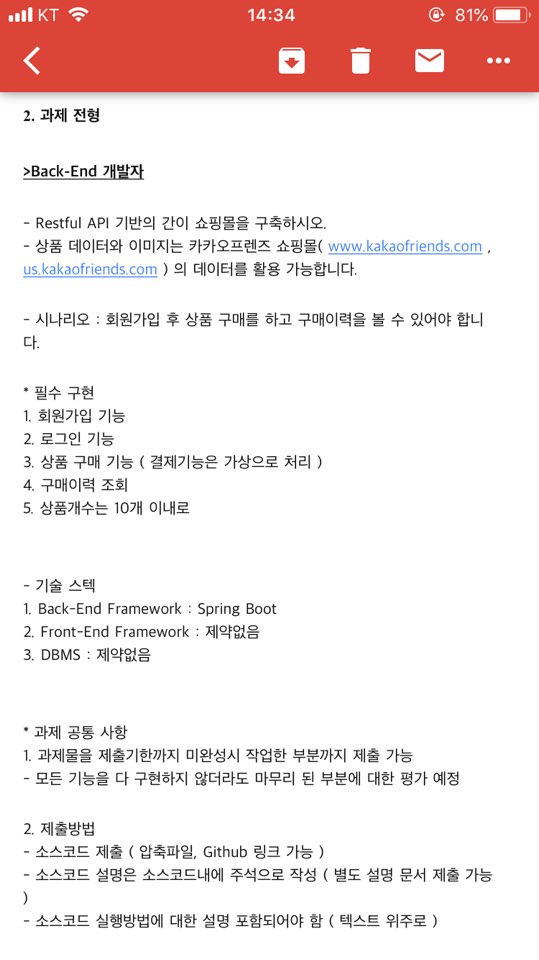 KT 14:34 81%
2. 과제 전형
>Back-End 개발자
- Restful API 기반의 간이 쇼핑몰을 구축하시오.
- 상품 데이터와 이미지는 카카오프렌즈 쇼핑몰( www.kakaofriends.com ,
us.kakaofriends.com ) 의 데이터를 활용 가능합니다.
- 시나리오 : 회원가입 후 상품 구매를 하고 구매이력을 볼 수 있어야 합니
다.
* 필수 구현
1. 회원가입 기능
2. 로그인 기능
3. 상품 구매 기능 ( 결제기능은 가상으로 처리 )
4. 구매이력 조회
5. 상품개수는 10개 이내로
- 기술 스텍
1. Back-End Framework : Spring Boot
2. Front-End Framework : 제약없음
3. DBMS : 제약없음
* 과제 공통 사항
1. 과제물을 제출기한까지 미완성시 작업한 부분까지 제출 가능
- 모든 기능을 다 구현하지 않더라도 마무리 된 부분에 대한 평가 예정
2. 제출방법
- 소스코드 제출 ( 압축파일, Github 링크 가능 )
- 소스코드 설명은 소스코드내에 주석으로 작성 ( 별도 설명 문서 제출 가능
)
- 소스코드 실행방법에 대한 설명 포함되어야 함 ( 텍스트 위주로 )